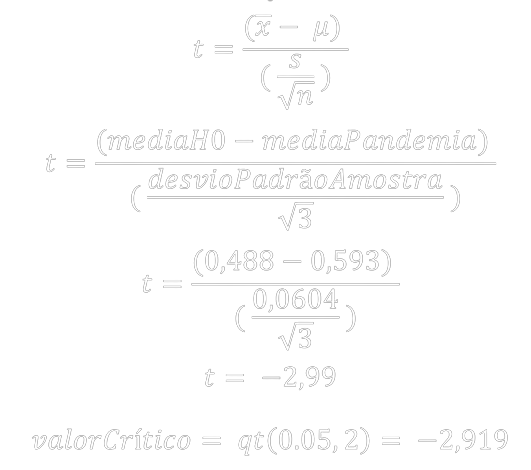 t = (x̅ − μ) / (s / √n)
t = (mediaH0 − mediaPandemia) / (desvioPadrãoAmostra / √3)
t = (0,488 − 0,593) / (0,0604 / √3)
t = −2,99
valorCrítico = qt(0.05, 2) = −2,919